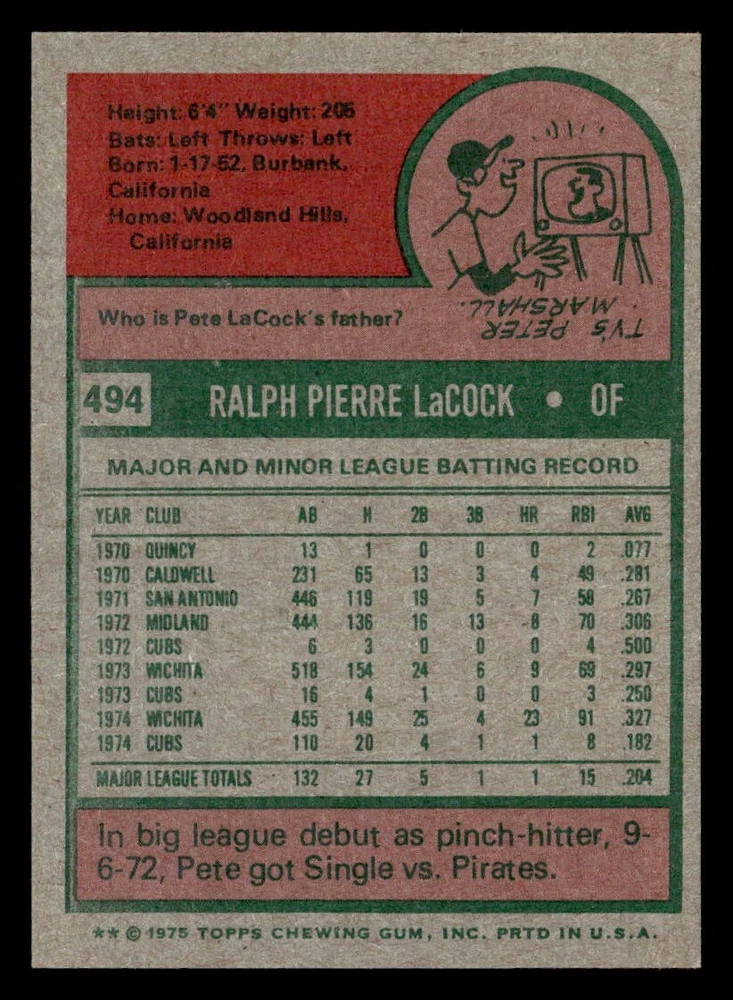 Height: 6'4" Weight: 205
Bats: Left Throws: Left
Born: 1-17-52, Burbank,
California
Home: Woodland Hills,
California
Who is Pete LaCock's father?
TV'S PETER
MARSHALL.
494 RALPH PIERRE LaCOCK • OF
MAJOR AND MINOR LEAGUE BATTING RECORD
YEAR CLUB AB H 2B 3B HR RBI AVG
1970 QUINCY 13 1 0 0 0 2 .077
1970 CALDWELL 231 65 13 3 4 49 .281
1971 SAN ANTONIO 446 119 19 5 7 58 .267
1972 MIDLAND 444 136 16 13 8 70 .306
1972 CUBS 6 3 0 0 0 4 .500
1973 WICHITA 518 154 24 6 9 69 .297
1973 CUBS 16 4 1 0 0 3 .250
1974 WICHITA 455 149 25 4 23 91 .327
1974 CUBS 110 20 4 1 1 8 .182
MAJOR LEAGUE TOTALS 132 27 5 1 1 15 .204
In big league debut as pinch-hitter, 9-
6-72, Pete got Single vs. Pirates.
** © 1975 TOPPS CHEWING GUM, INC. PRTD IN U.S.A.